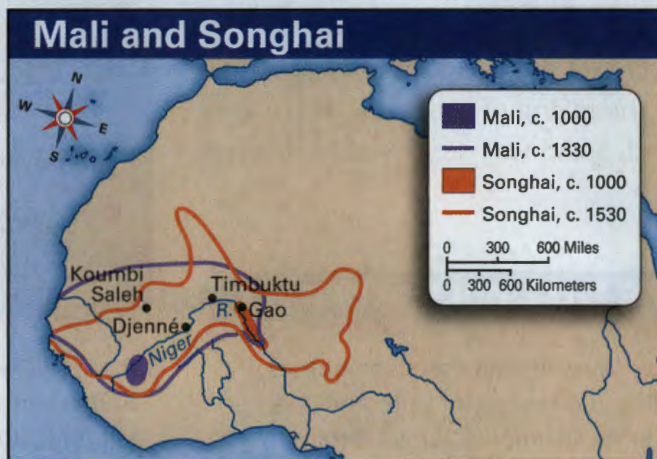 Mali and Songhai
N
W
E
S
Mali, c. 1000
Mali, c. 1330
Songhai, c. 1000
Songhai, c. 1530
0 300 600 Miles
0 300 600 Kilometers
Koumbi
Saleh
Timbuktu
R.
Gao
Djenné
Niger